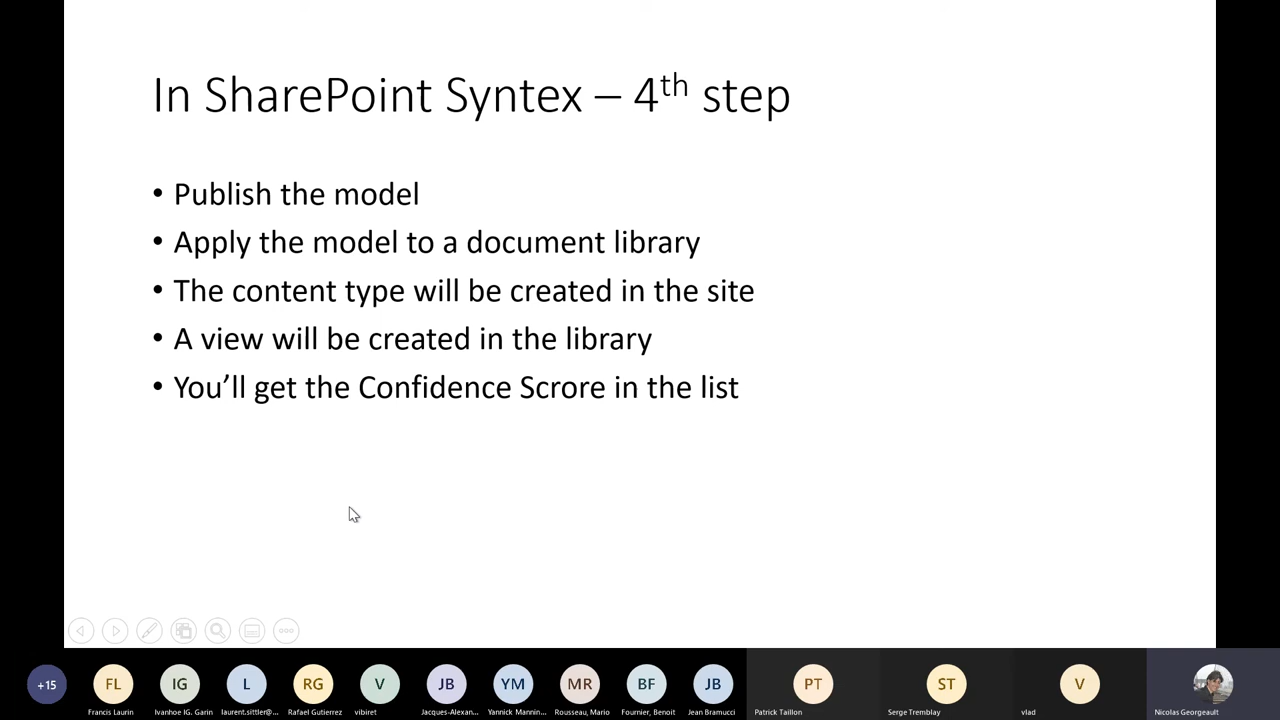 In SharePoint Syntex – 4th step
• Publish the model
• Apply the model to a document library
• The content type will be created in the site
• A view will be created in the library
• You’ll get the Confidence Scrore in the list
+15
FL
IG
L
RG
V
JB
YM
MR
BF
JB
PT
ST
V
Francis Laurin
Ivanhoe IG. Garin
laurent.sittler@...
Rafael Gutierrez
vibiret
Jacques-Alexan...
Yannick Mannin...
Rousseau, Mario
Fournier, Benoit
Jean Bramucci
Patrick Taillon
Serge Tremblay
vlad
Nicolas Georgeault